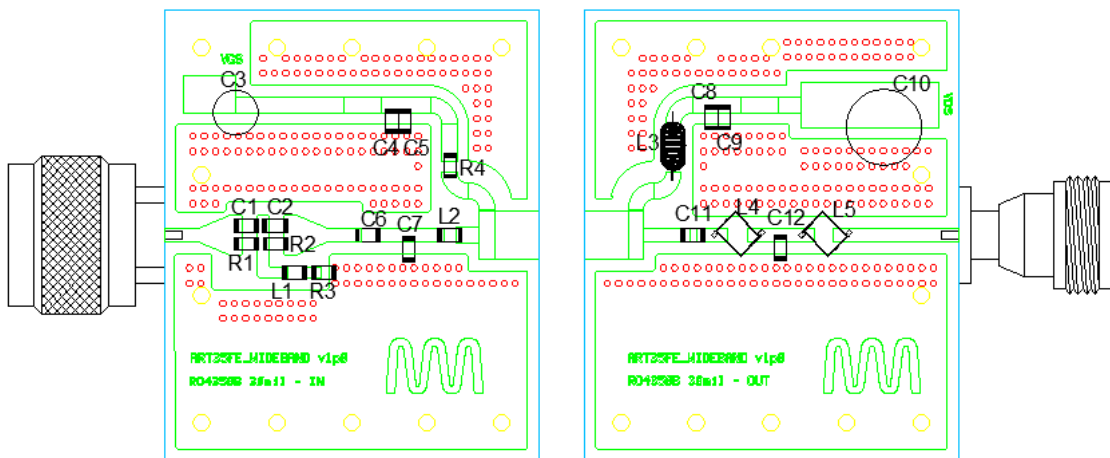 VGS
C3
C4 C5
R4
C1 C2
R1 R2
C6 C7 L2
L1 R3
ART35FE_WIDEBAND v1p0
RO4350B 30mil - IN
C8
C10
L3
C9
VDS
C11 L4 C12 L5
ART35FE_WIDEBAND v1p0
RO4350B 30mil - OUT